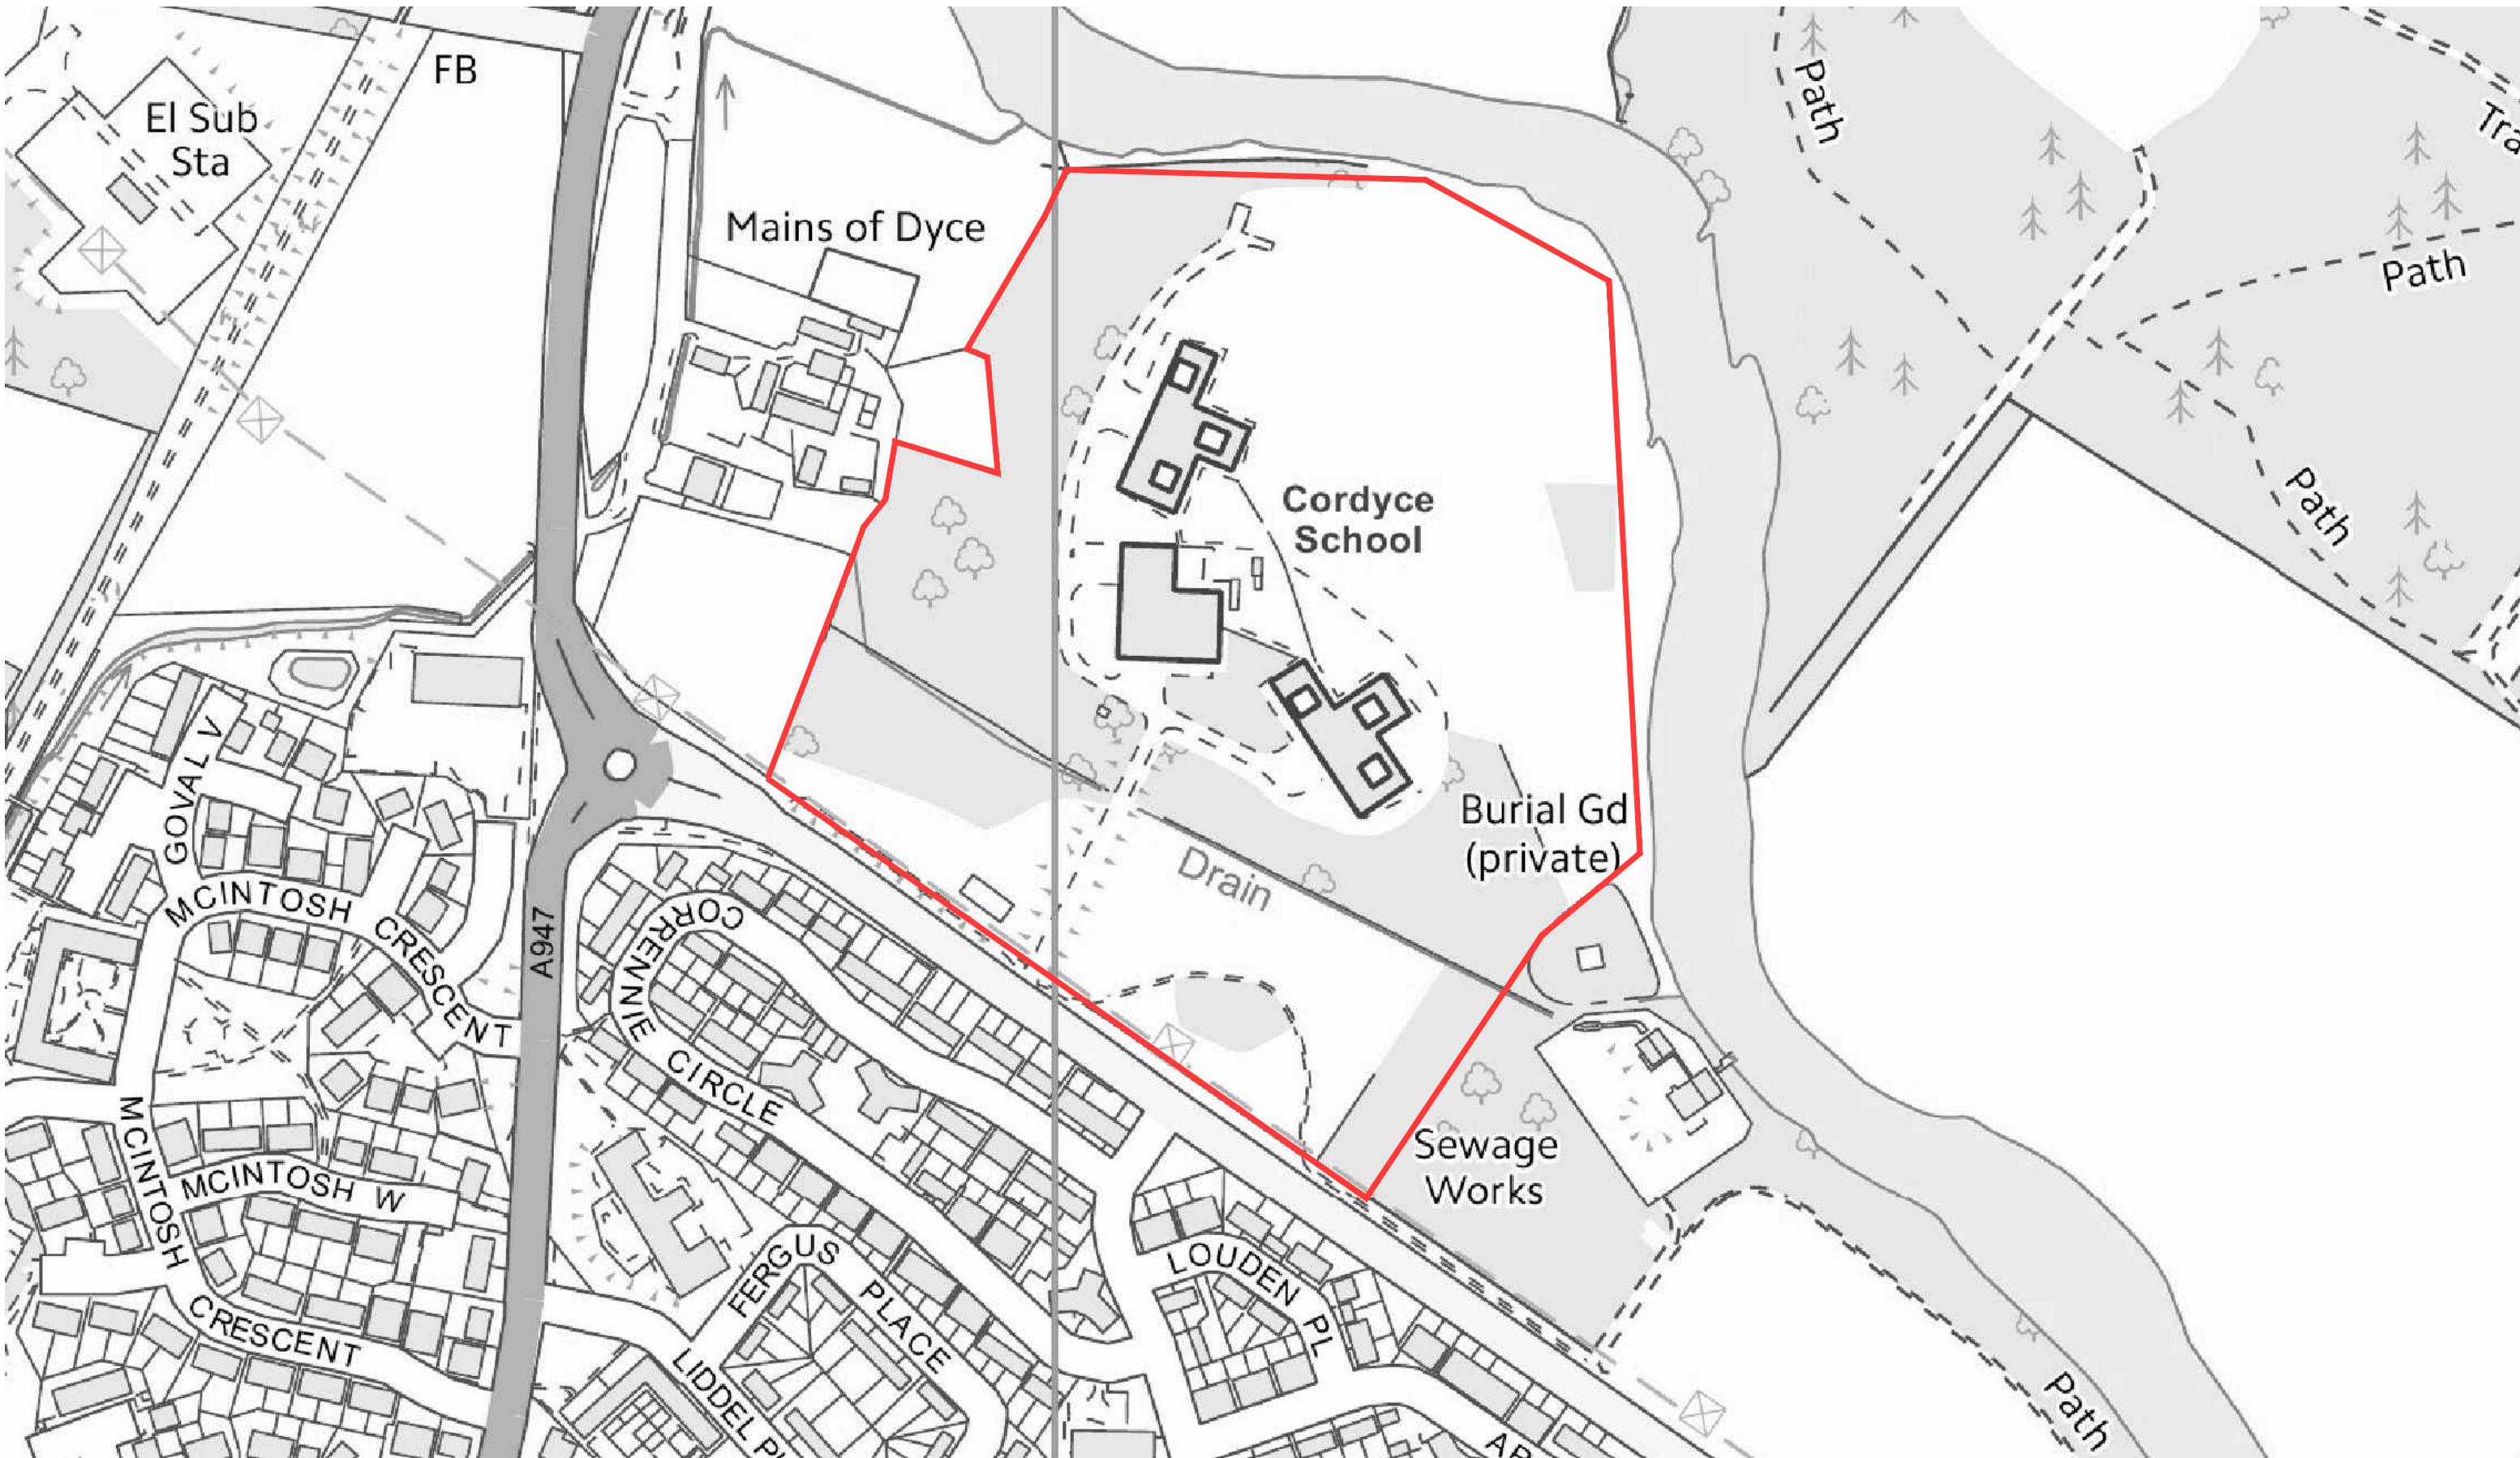 FB
El Sub
Sta
Path
Mains of Dyce
Path
Cordyce
School
Path
GOVAL V
Burial Gd
(private)
Drain
MCINTOSH CRESCENT
A947
CORRENNIE CIRCLE
MCINTOSH
MCINTOSH W
CRESCENT
Sewage
Works
FERGUS PLACE
LOUDEN PL
LIDDEL
Path